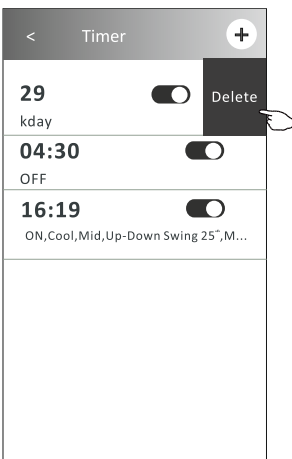 < Timer +
29
kday
Delete
04:30
OFF
16:19
ON,Cool,Mid,Up-Down Swing 25°,M...